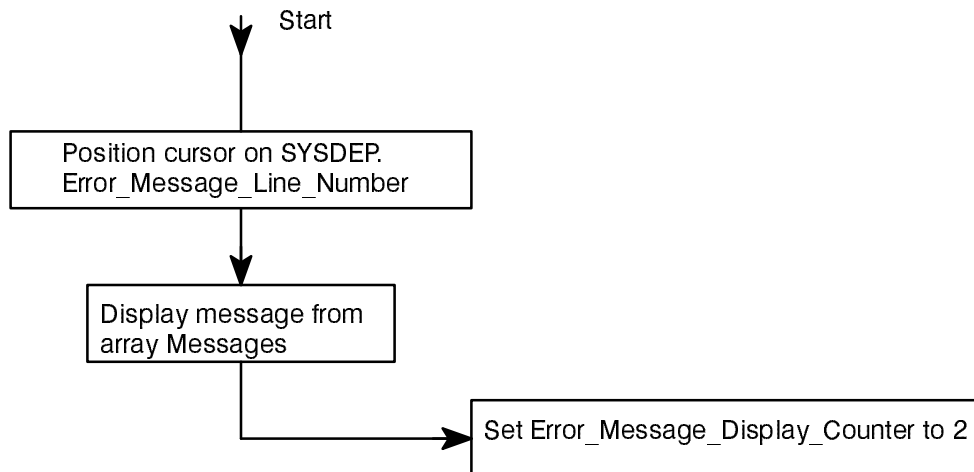 Start
Position cursor on SYSDEP.
Error_Message_Line_Number
Display message from
array Messages
Set Error_Message_Display_Counter to 2